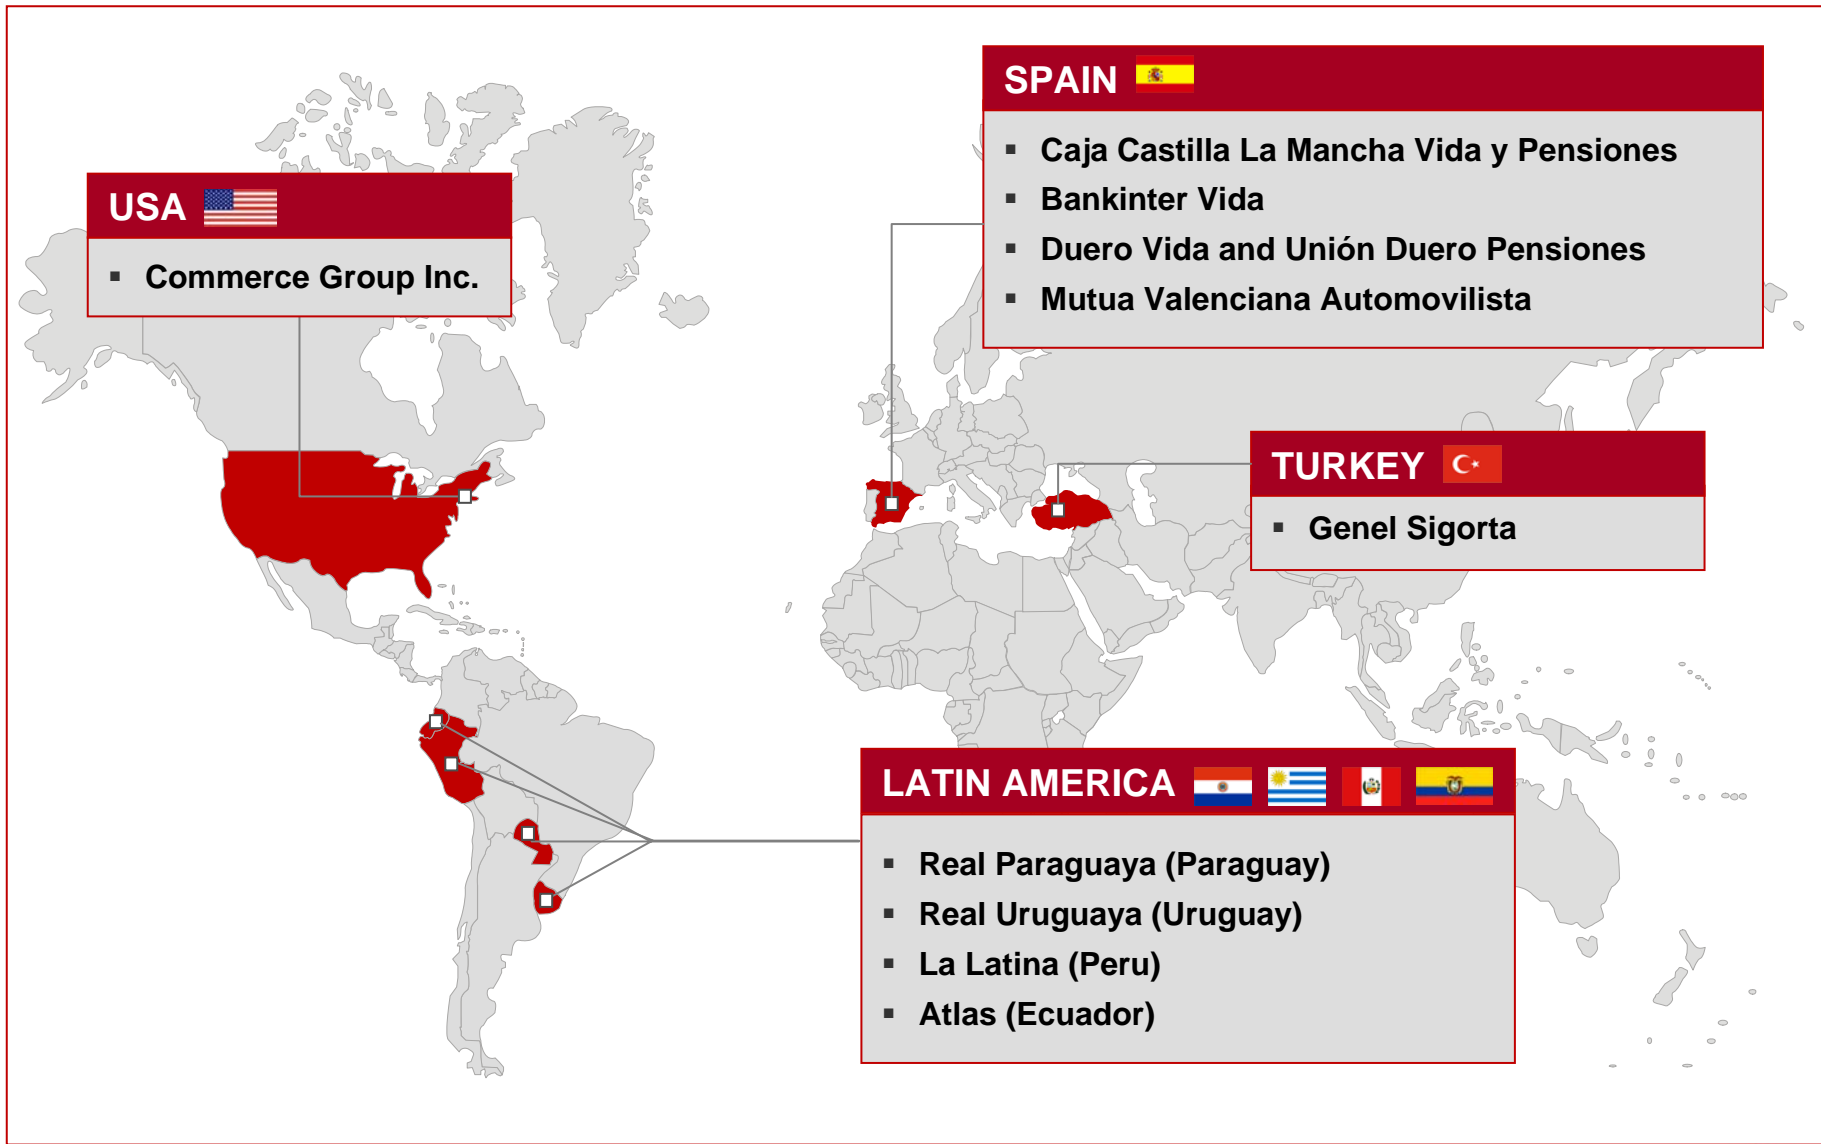 SPAIN
▪ Caja Castilla La Mancha Vida y Pensiones
▪ Bankinter Vida
▪ Duero Vida and Unión Duero Pensiones
▪ Mutua Valenciana Automovilista
USA
▪ Commerce Group Inc.
TURKEY
▪ Genel Sigorta
LATIN AMERICA
▪ Real Paraguaya (Paraguay)
▪ Real Uruguaya (Uruguay)
▪ La Latina (Peru)
▪ Atlas (Ecuador)